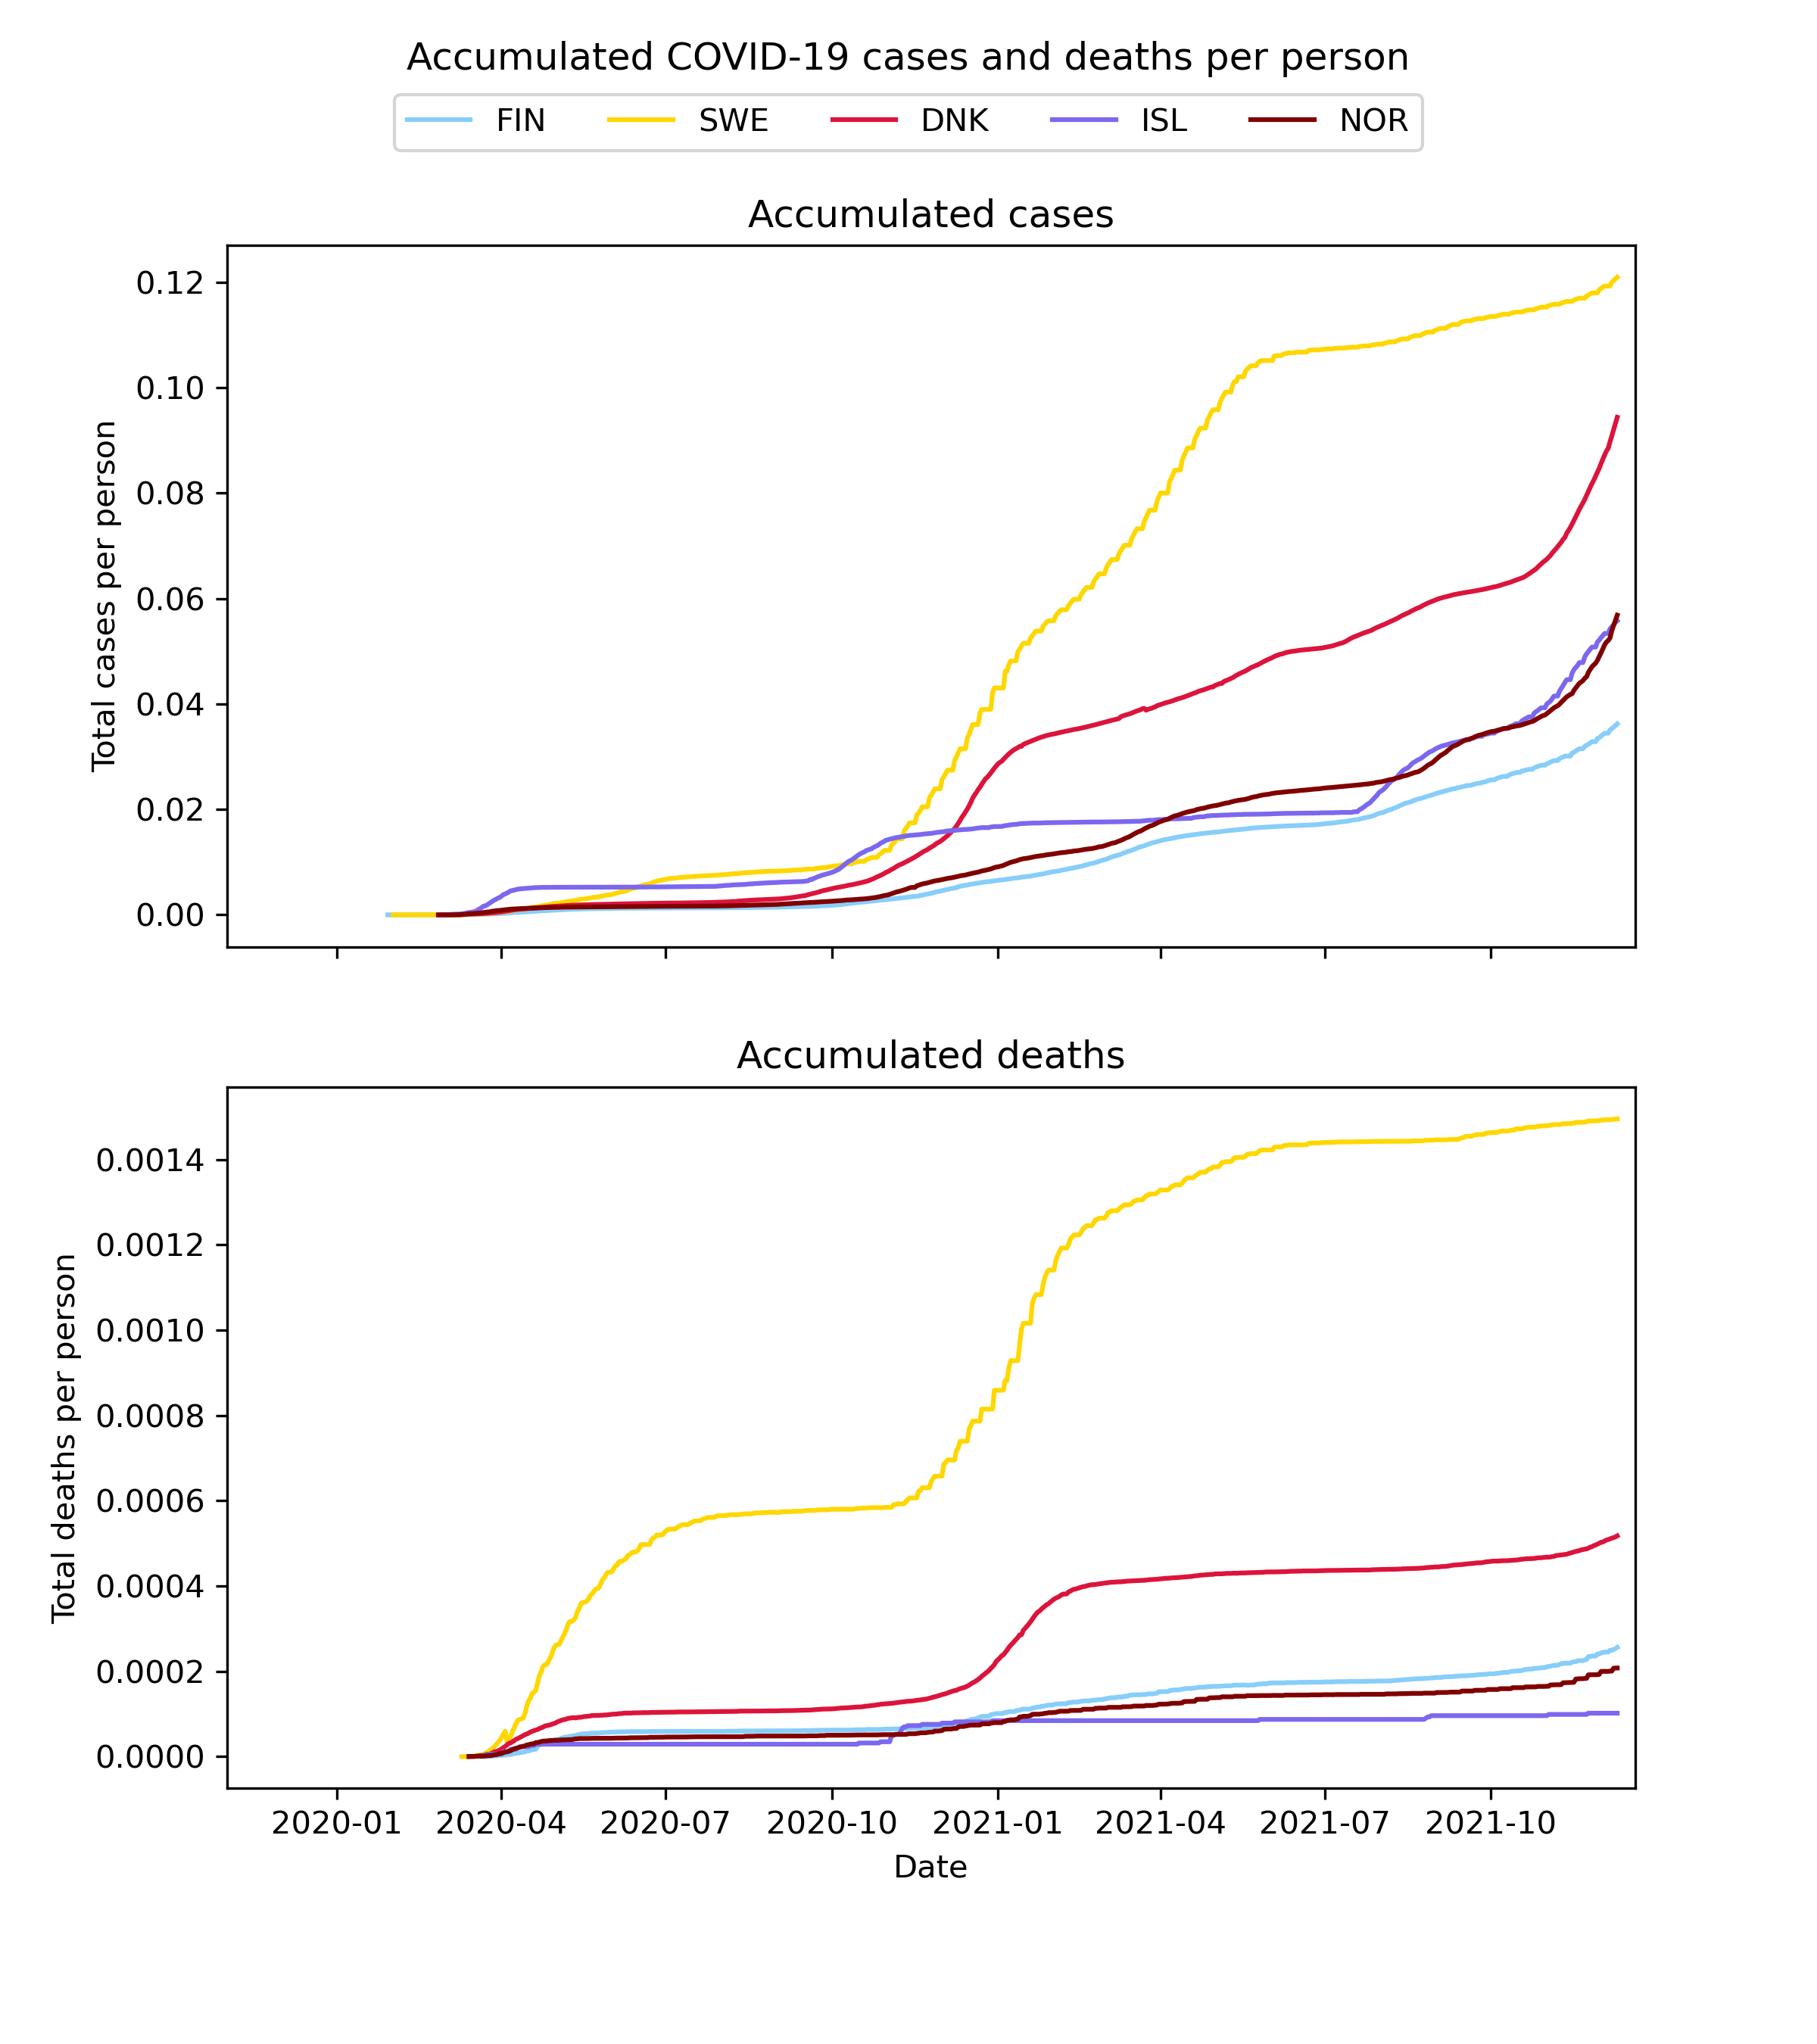 Accumulated COVID-19 cases and deaths per person
FIN SWE DNK ISL NOR
Accumulated cases
Total cases per person
0.12
0.10
0.08
0.06
0.04
0.02
0.00
Accumulated deaths
Total deaths per person
0.0014
0.0012
0.0010
0.0008
0.0006
0.0004
0.0002
0.0000
2020-01 2020-04 2020-07 2020-10 2021-01 2021-04 2021-07 2021-10
Date